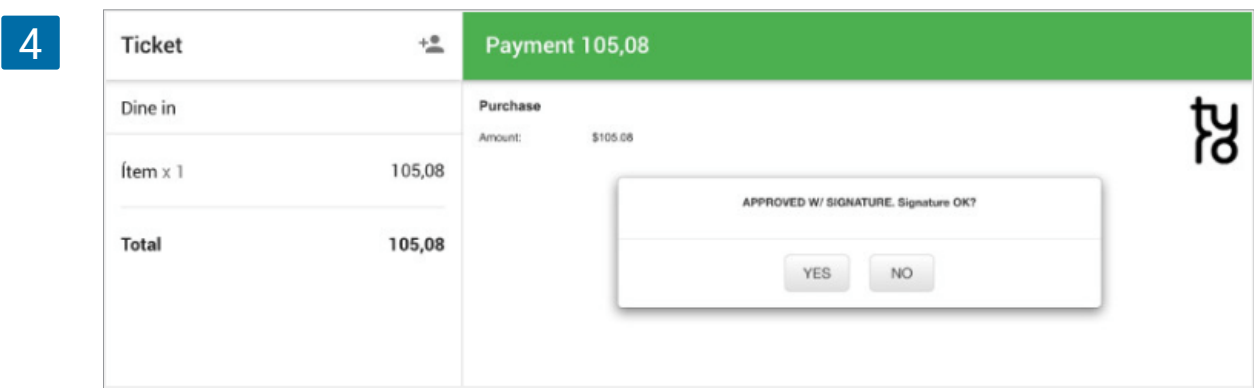 4
Ticket
Payment 105,08
Dine in
Purchase
Amount: $105.08
tyro
Ítem x 1 105,08
APPROVED W/ SIGNATURE. Signature OK?
Total 105,08
YES NO